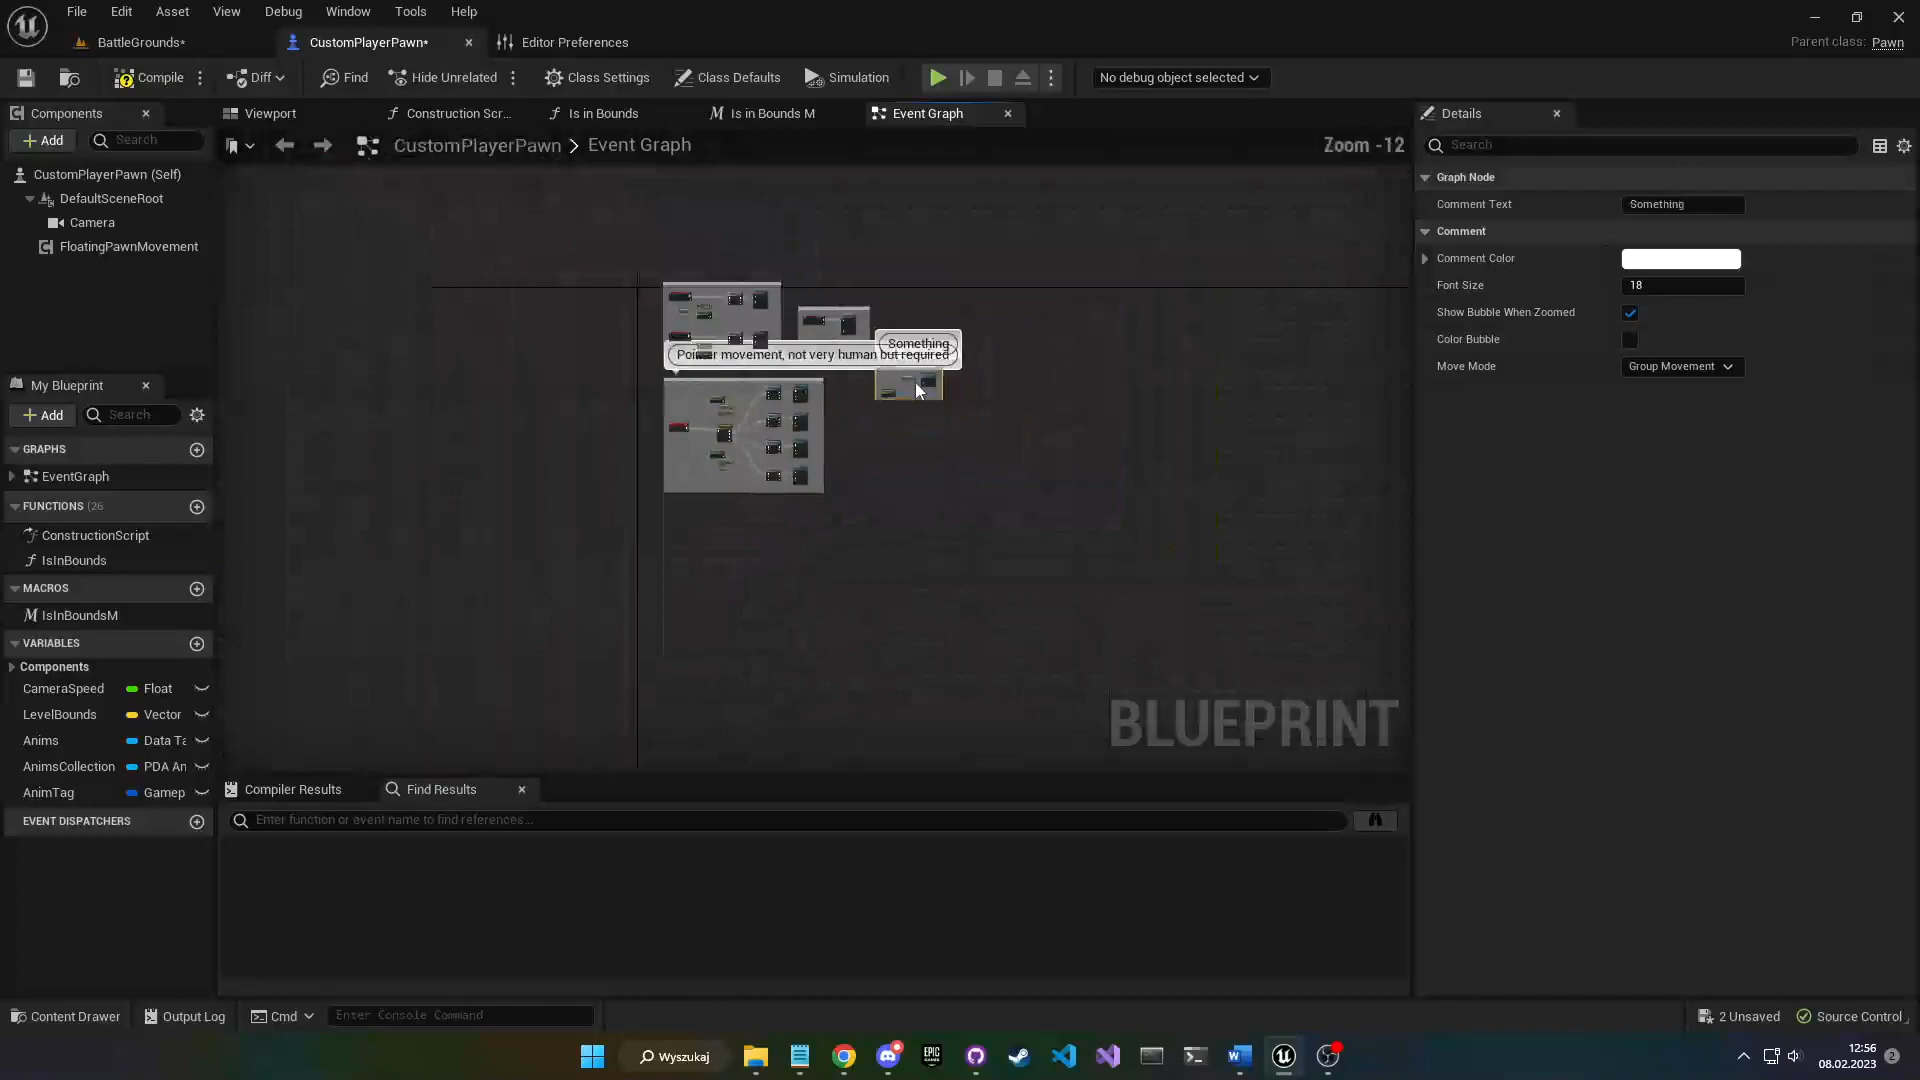 File Edit Asset View Debug Window Tools Help
BattleGrounds* CustomPlayerPawn* Editor Preferences Parent class: Pawn
Compile Diff Find Hide Unrelated Class Settings Class Defaults Simulation No debug object selected
Components Viewport Construction Scr... Is in Bounds Is in Bounds M Event Graph Details
Add Search CustomPlayerPawn > Event Graph Zoom -12 Search
CustomPlayerPawn (Self) Graph Node
DefaultSceneRoot Comment Text Something
Camera Comment
FloatingPawnMovement Comment Color
Font Size 18
Show Bubble When Zoomed
Color Bubble
Move Mode Group Movement
Something
Pointer movement, not very human but required
My Blueprint
Add Search
GRAPHS
EventGraph
FUNCTIONS (26
ConstructionScript
IsInBounds
MACROS
IsInBoundsM
VARIABLES
Components
CameraSpeed Float
LevelBounds Vector
Anims Data Ta
AnimsCollection PDA An
AnimTag Gamep
EVENT DISPATCHERS
BLUEPRINT
Compiler Results Find Results
Enter function or event name to find references...
Content Drawer Output Log Cmd Enter Console Command 2 Unsaved Source Control
Wyszukaj EPIC GAMES 12:56
08.02.2023 2